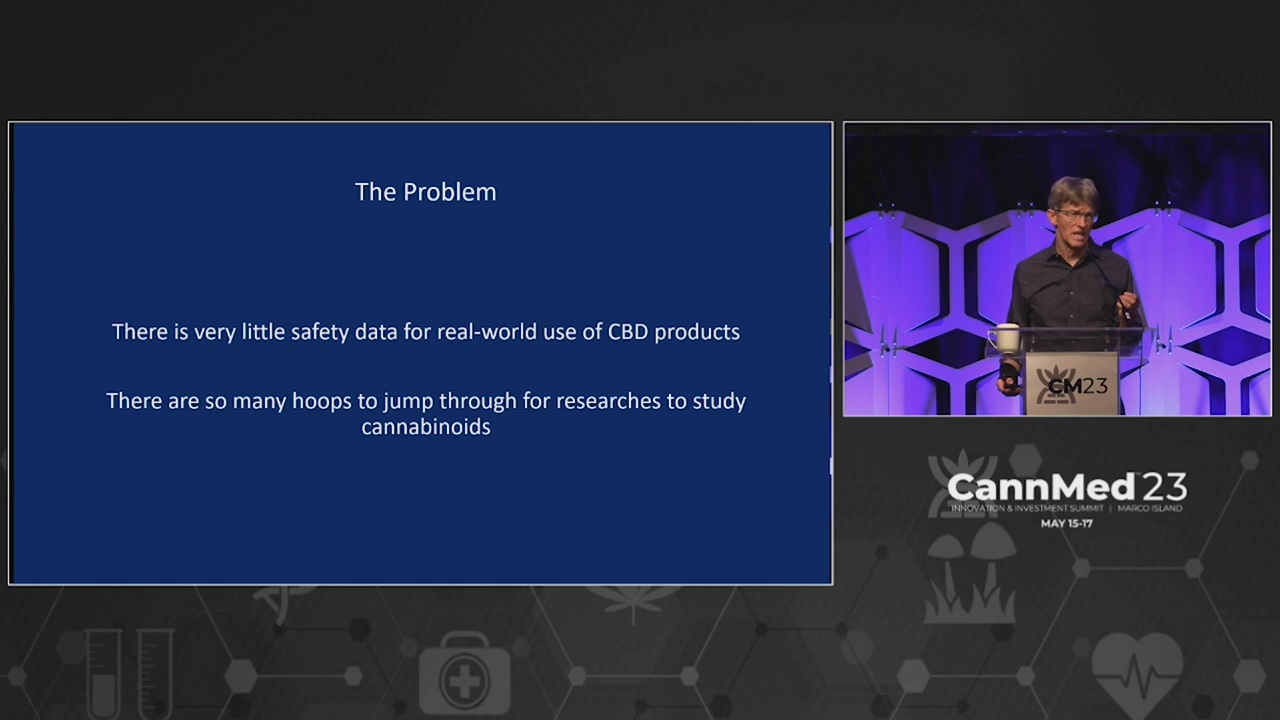 The Problem
There is very little safety data for real-world use of CBD products
There are so many hoops to jump through for researches to study
cannabinoids
CM23
CannMed 23
INNOVATION & INVESTMENT SUMMIT | MARCO ISLAND
MAY 15-17